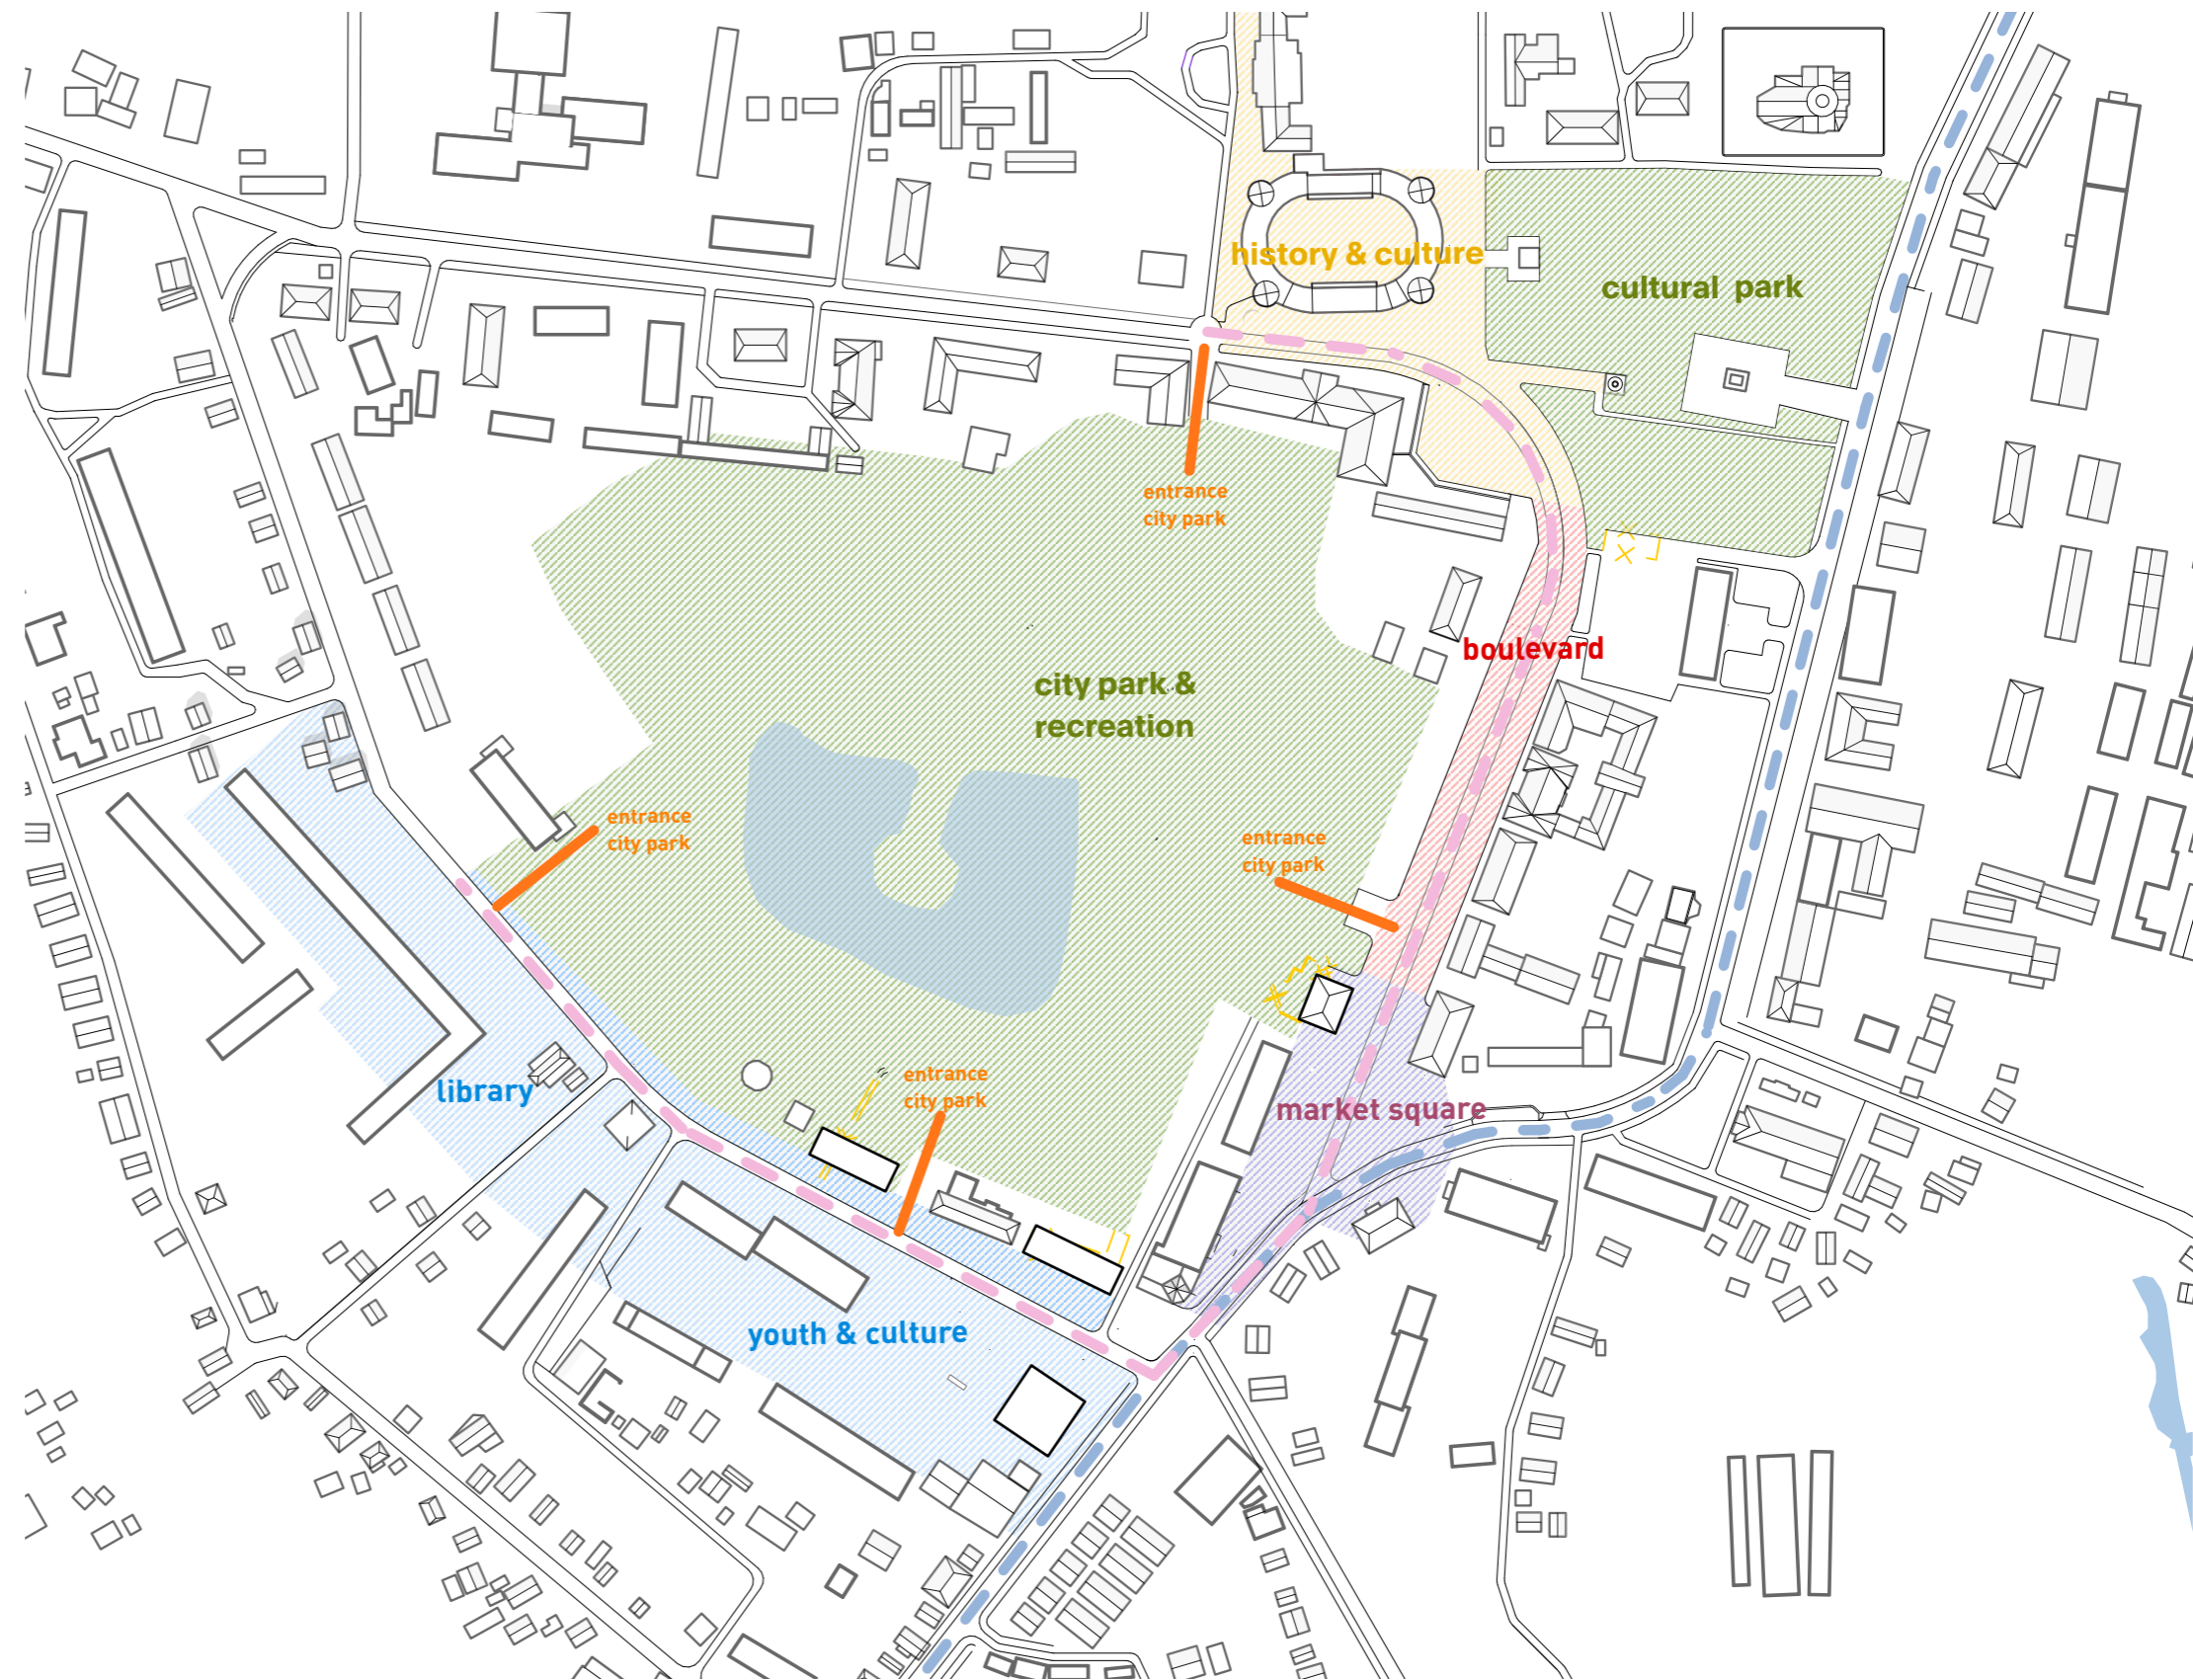 history & culture
cultural park
entrance
city park
boulevard
city park &
recreation
entrance
city park
entrance
city park
library
entrance
city park
market square
youth & culture